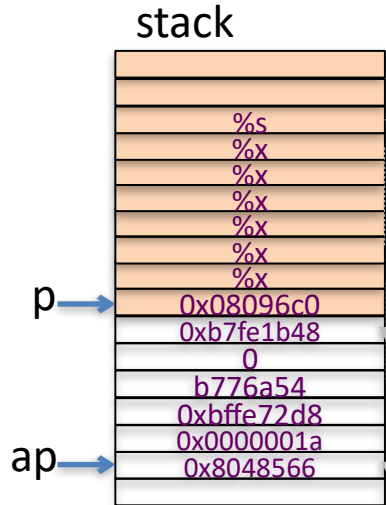 stack
%s
%x
%x
%x
%x
%x
%x
p
0x08096c0
0xb7fe1b48
0
b776a54
0xbffe72d8
0x0000001a
ap
0x8048566